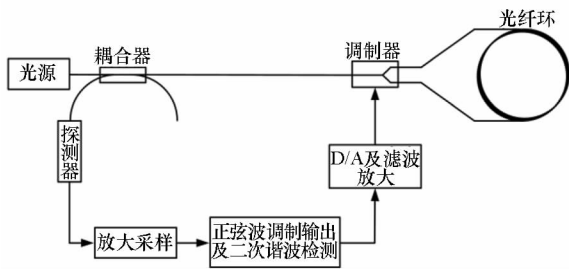 光纤环
耦合器
调制器
光源
探测器
D/A及滤波
放大
放大采样
正弦波调制输出
及二次谐波检测